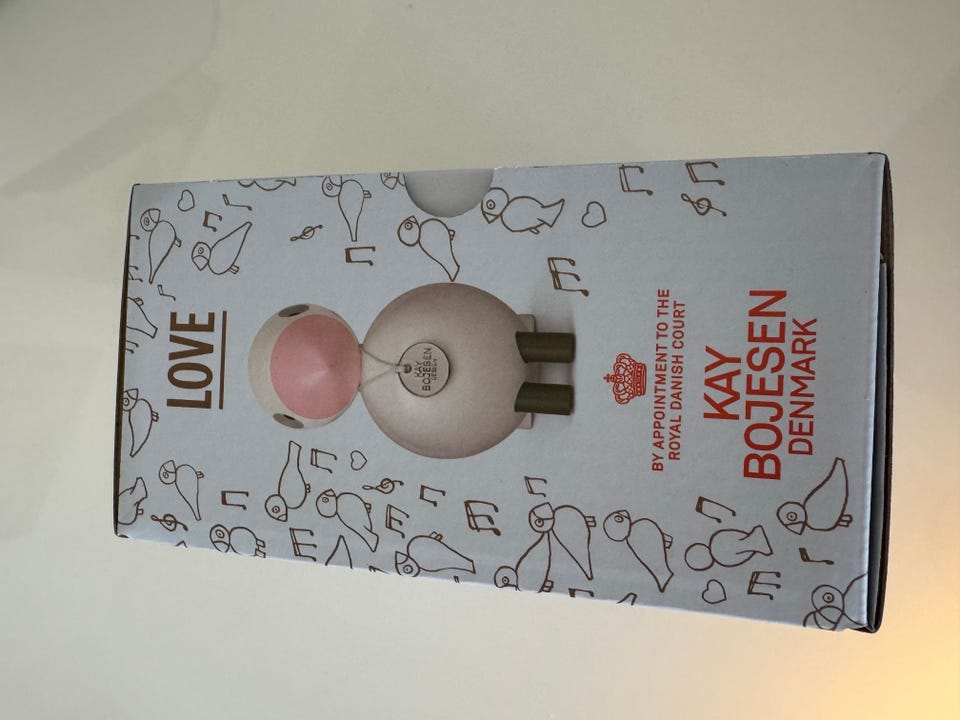 LOVE
KAY
BOJESEN
DESIGN
BY APPOINTMENT TO THE
ROYAL DANISH COURT
KAY
BOJESEN
DENMARK